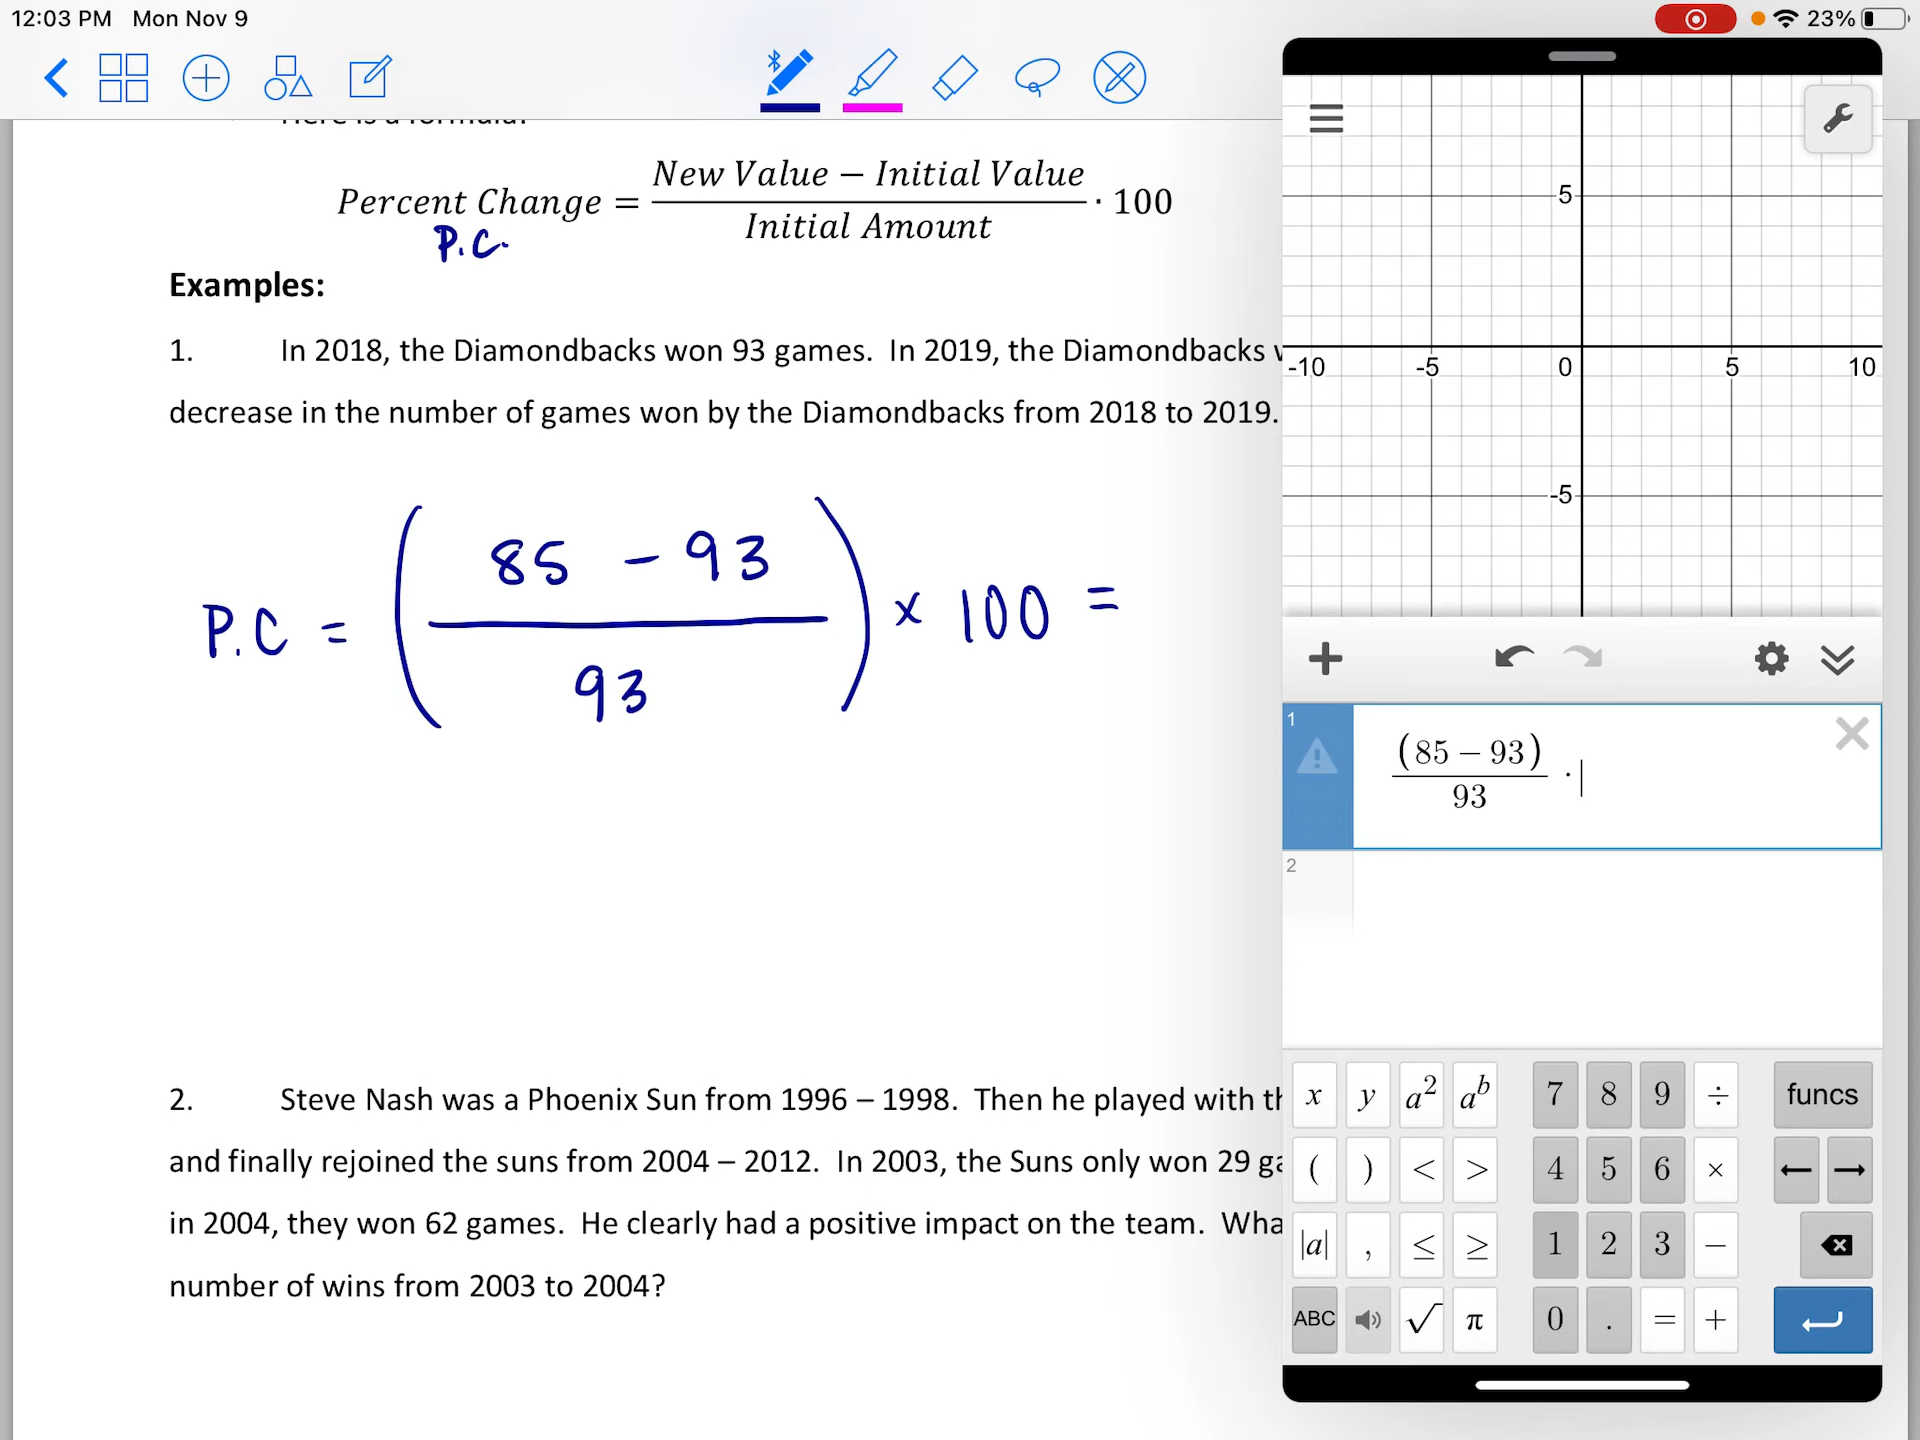 12:03 PM Mon Nov 9
23%
Here is a formula:
Percent Change = New Value − Initial Value / Initial Amount · 100
P.C.
Examples:
1. In 2018, the Diamondbacks won 93 games. In 2019, the Diamondbacks
decrease in the number of games won by the Diamondbacks from 2018 to 2019.
P.C = ( 85 - 93 / 93 ) x 100 =
2. Steve Nash was a Phoenix Sun from 1996 – 1998. Then he played with
and finally rejoined the suns from 2004 – 2012. In 2003, the Suns only won 29
in 2004, they won 62 games. He clearly had a positive impact on the team.
number of wins from 2003 to 2004?
5
-10 -5 0 5 10
-5
1
(85 − 93) / 93 ·
2
x y a² aᵇ 7 8 9 ÷ funcs
( ) < > 4 5 6 × ← →
|a| , ≤ ≥ 1 2 3 −
ABC √ π 0 . = +